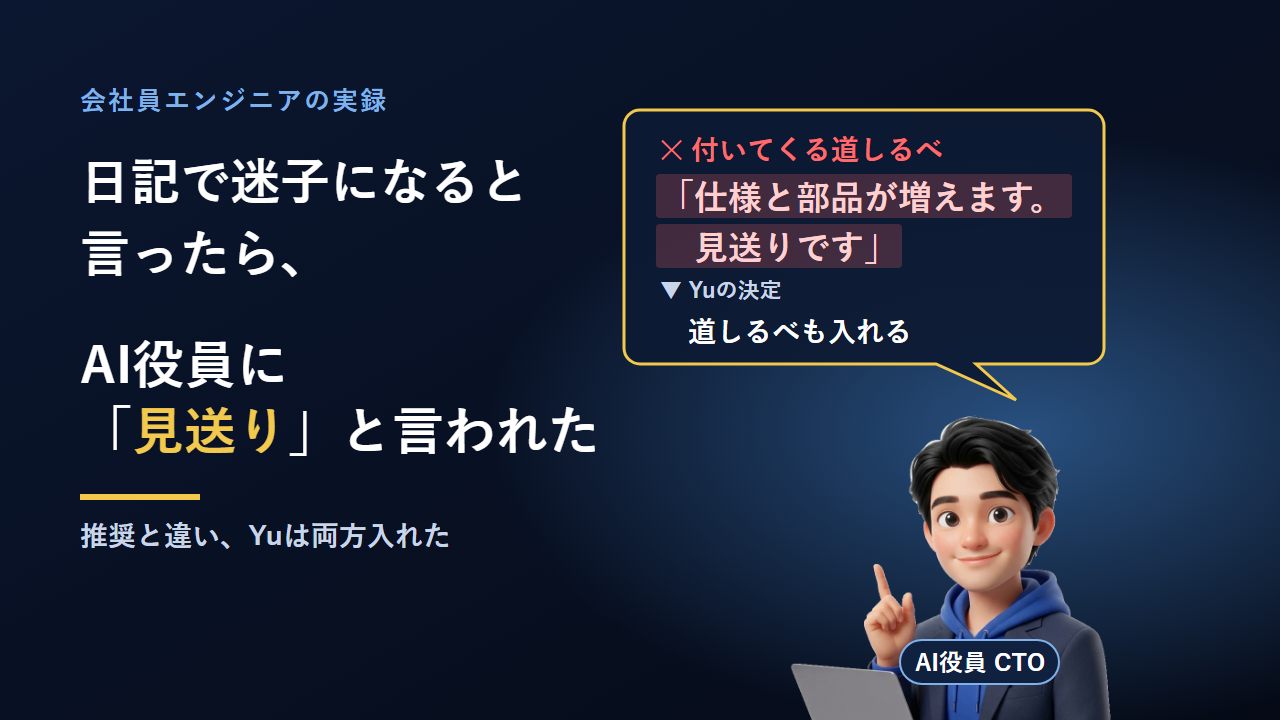 会社員エンジニアの実録
日記で迷子になると
言ったら、
AI役員に
「見送り」と言われた
推奨と違い、Yuは両方入れた
× 付いてくる道しるべ
「仕様と部品が増えます。
見送りです」
▼ Yuの決定
道しるべも入れる
AI役員 CTO